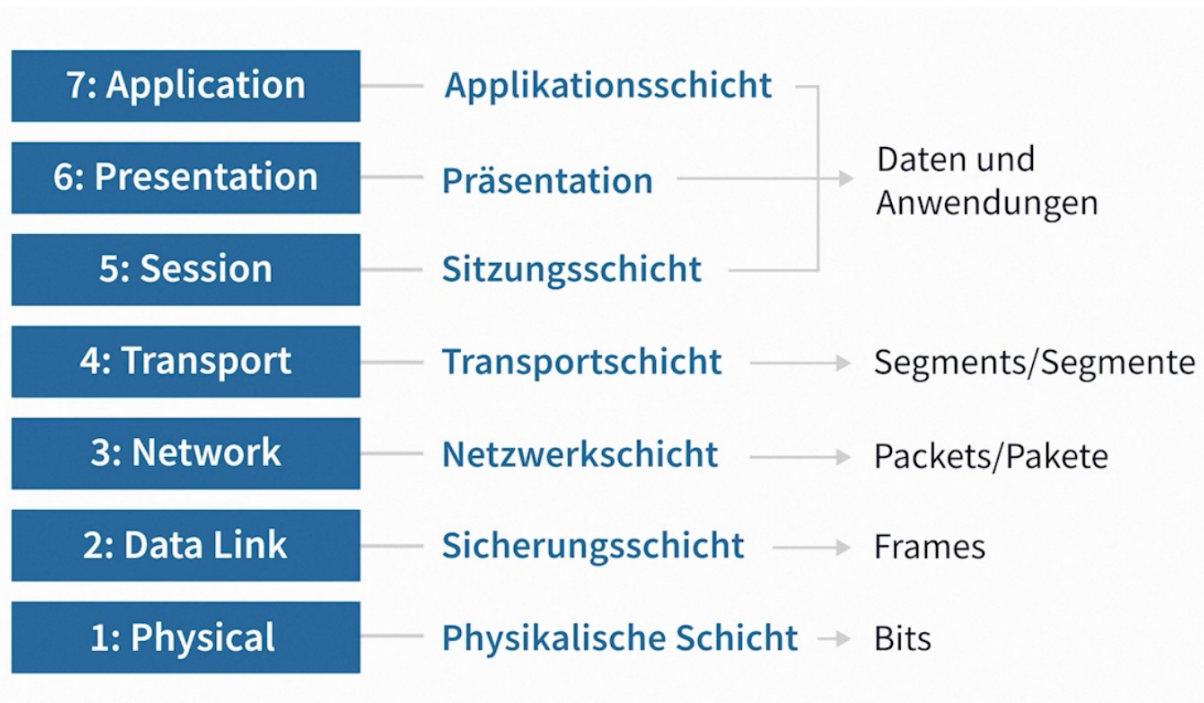 7: Application
Applikationsschicht
6: Presentation
Präsentation
Daten und
Anwendungen
5: Session
Sitzungsschicht
4: Transport
Transportschicht
Segments/Segmente
3: Network
Netzwerkschicht
Packets/Pakete
2: Data Link
Sicherungsschicht
Frames
1: Physical
Physikalische Schicht
Bits